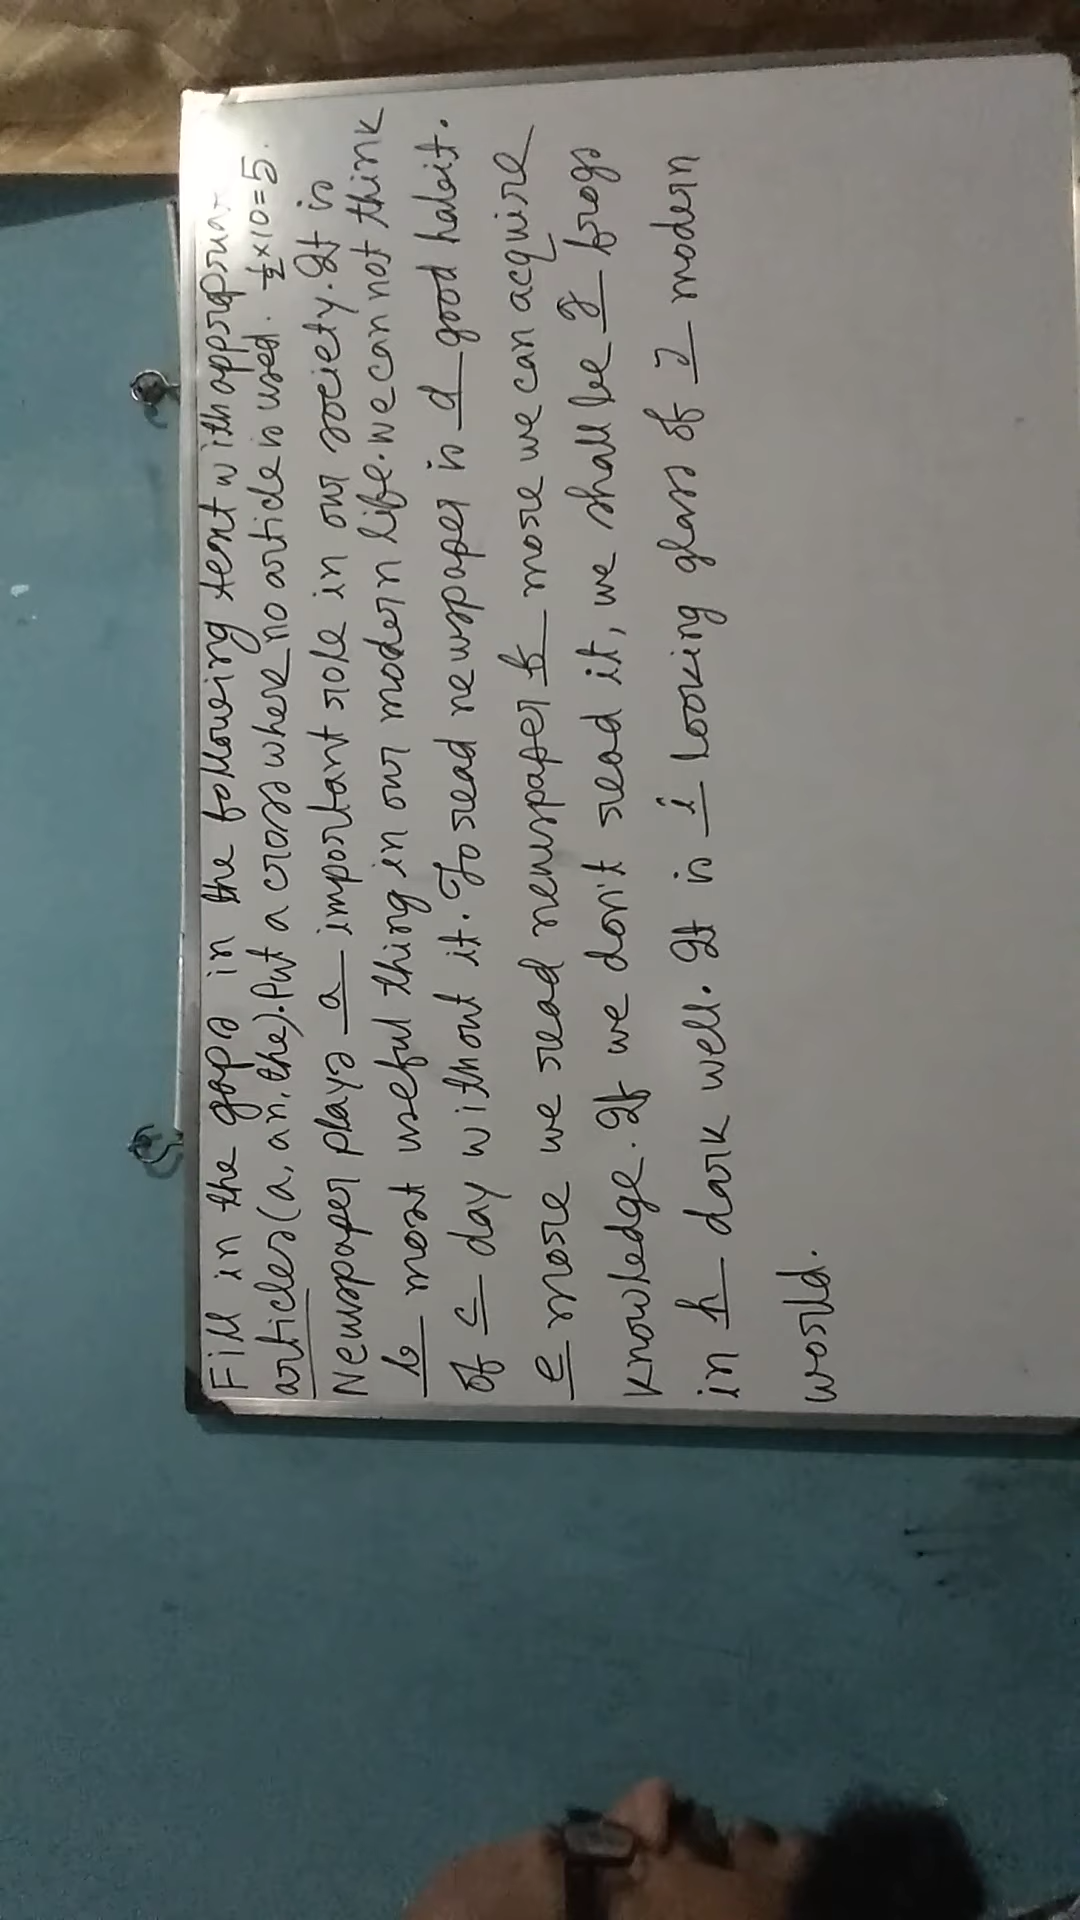 Fill in the gaps in the following text with appropria
articles (a, an, the). Put a cross where no article is used. ½×10=5.
Newspaper plays a important role in our society. It is
b most useful thing in our modern life. we can not think
of c day without it. To read newspaper is d good habit.
e more we read newspaper f more we can acquire
knowledge. If we don't read it, we shall be g frogs
in h dark well. It is i Looking glass of j modern
world.